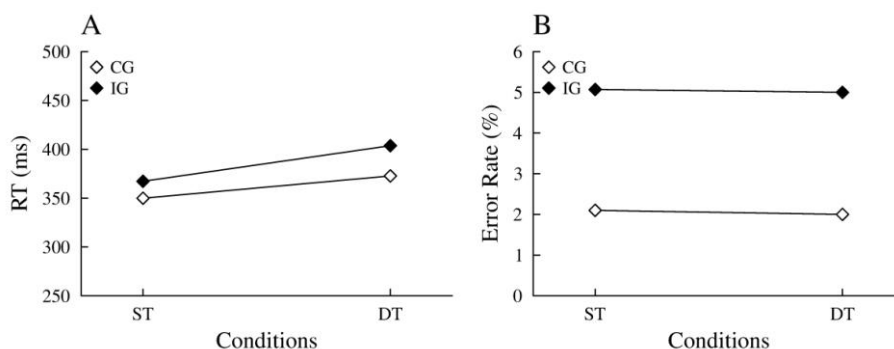 A
RT (ms)
500
450
400
350
300
250
CG
IG
ST
DT
Conditions
B
Error Rate (%)
6
5
4
3
2
1
0
CG
IG
ST
DT
Conditions